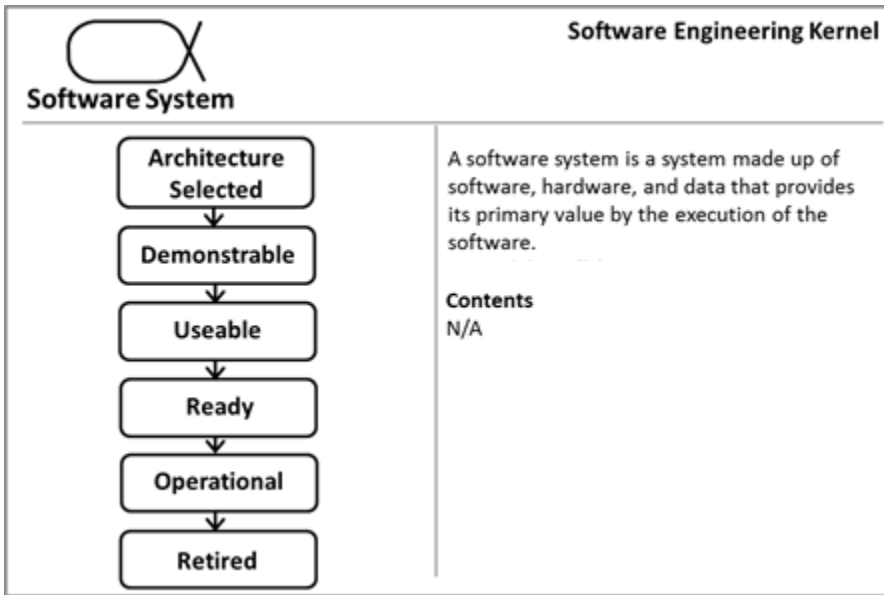 Software Engineering Kernel
Software System
Architecture
Selected
Demonstrable
Useable
Ready
Operational
Retired
A software system is a system made up of
software, hardware, and data that provides
its primary value by the execution of the
software.
Contents
N/A